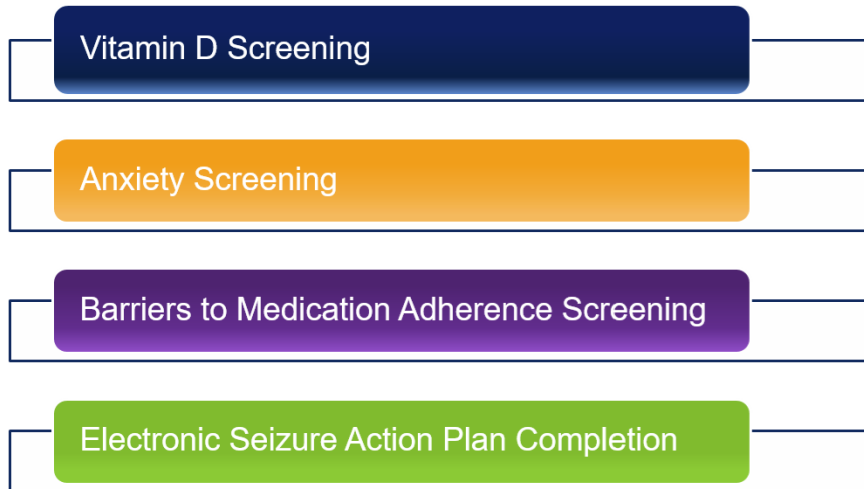 Vitamin D Screening
Anxiety Screening
Barriers to Medication Adherence Screening
Electronic Seizure Action Plan Completion